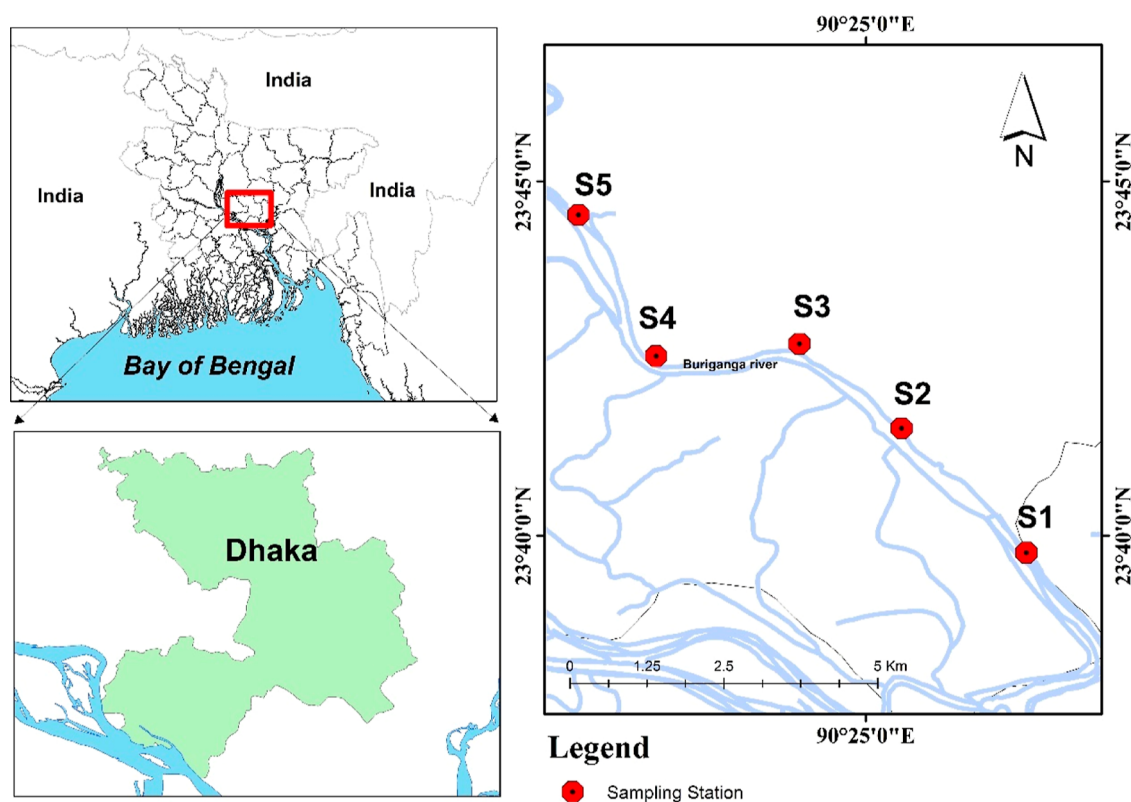 India
India
India
Bay of Bengal
Dhaka
90°25'0"E
23°45'0"N
23°45'0"N
N
S5
S4
S3
Buriganga river
S2
S1
23°40'0"N
23°40'0"N
0 1.25 2.5 5 Km
90°25'0"E
Legend
Sampling Station